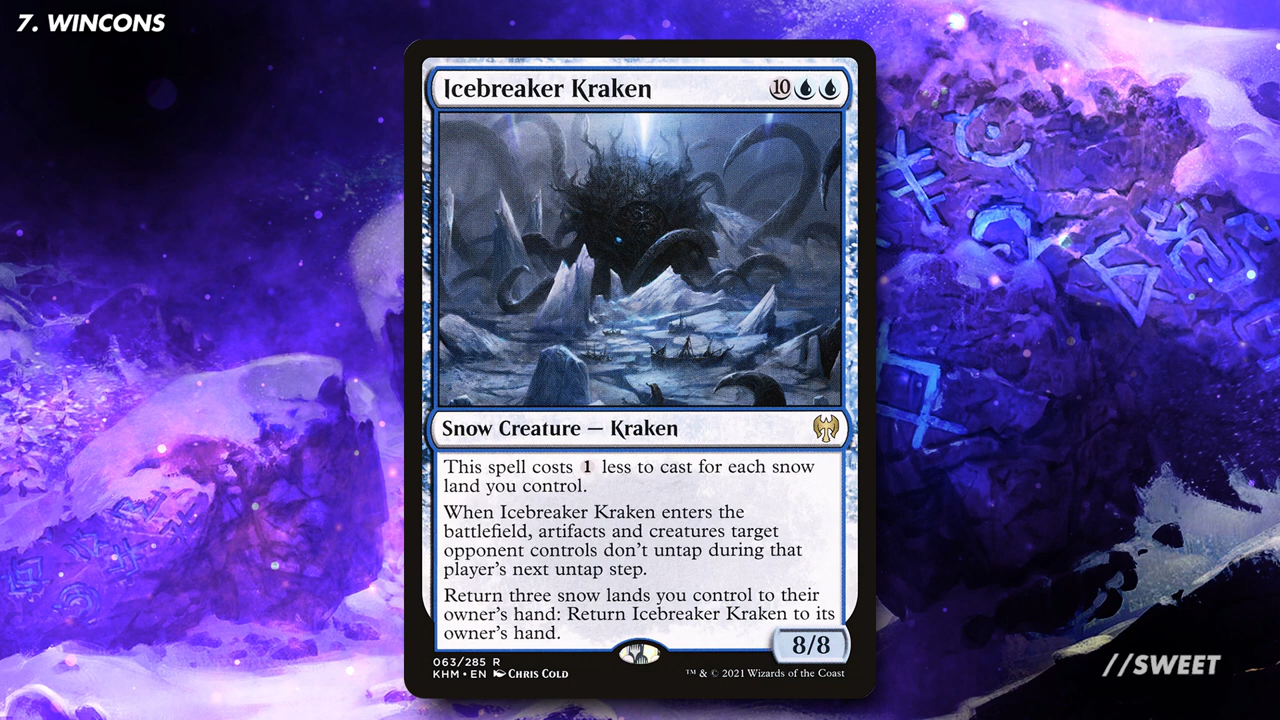 7. WINCONS
Icebreaker Kraken
10
Snow Creature — Kraken
This spell costs 1 less to cast for each snow
land you control.
When Icebreaker Kraken enters the
battlefield, artifacts and creatures target
opponent controls don't untap during that
player's next untap step.
Return three snow lands you control to their
owner's hand: Return Icebreaker Kraken to its
owner's hand.
8/8
063/285 R
KHM • EN Chris Cold
™ & © 2021 Wizards of the Coast
//SWEET